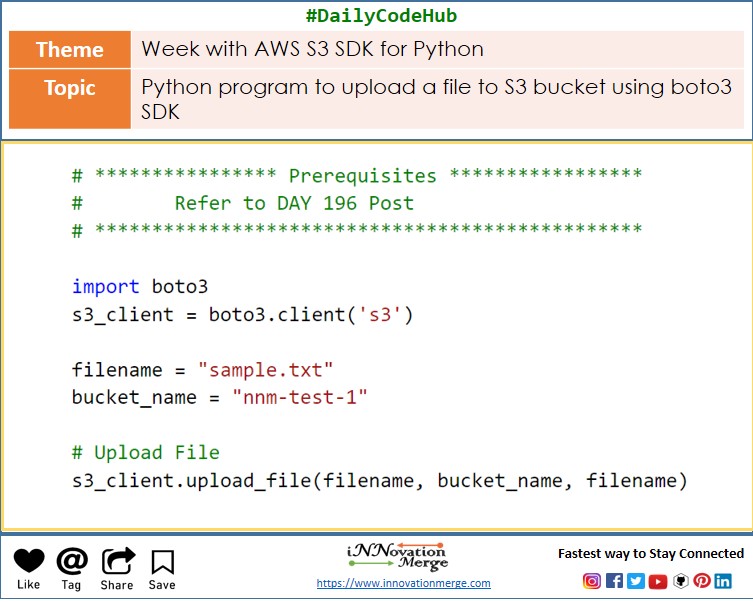 #DailyCodeHub
Theme
Week with AWS S3 SDK for Python
Topic
Python program to upload a file to S3 bucket using boto3
SDK
# **************** Prerequisites *****************
#        Refer to DAY 196 Post
# ************************************************
import boto3
s3_client = boto3.client('s3')
filename = "sample.txt"
bucket_name = "nnm-test-1"
# Upload File
s3_client.upload_file(filename, bucket_name, filename)
Like
Tag
Share
Save
iNNovation
Merge
https://www.innovationmerge.com
Fastest way to Stay Connected